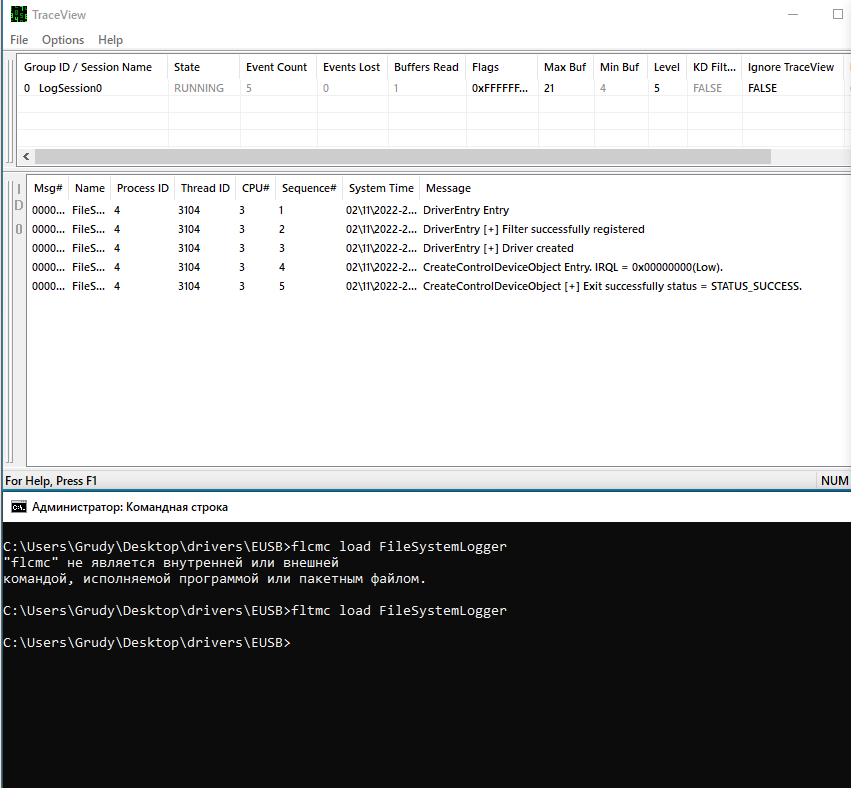 TraceView
File Options Help
Group ID / Session Name State Event Count Events Lost Buffers Read Flags Max Buf Min Buf Level KD Filt... Ignore TraceView
0 LogSession0 RUNNING 5 0 1 0xFFFFFF... 21 4 5 FALSE FALSE
ID Msg# Name Process ID Thread ID CPU# Sequence# System Time Message
0 0000... FileS... 4 3104 3 1 02\11\2022-2... DriverEntry Entry
0000... FileS... 4 3104 3 2 02\11\2022-2... DriverEntry [+] Filter successfully registered
0000... FileS... 4 3104 3 3 02\11\2022-2... DriverEntry [+] Driver created
0000... FileS... 4 3104 3 4 02\11\2022-2... CreateControlDeviceObject Entry. IRQL = 0x00000000(Low).
0000... FileS... 4 3104 3 5 02\11\2022-2... CreateControlDeviceObject [+] Exit successfully status = STATUS_SUCCESS.
For Help, Press F1 NUM
Администратор: Командная строка
C:\Users\Grudy\Desktop\drivers\EUSB>flcmc load FileSystemLogger
"flcmc" не является внутренней или внешней
командой, исполняемой программой или пакетным файлом.
C:\Users\Grudy\Desktop\drivers\EUSB>fltmc load FileSystemLogger
C:\Users\Grudy\Desktop\drivers\EUSB>